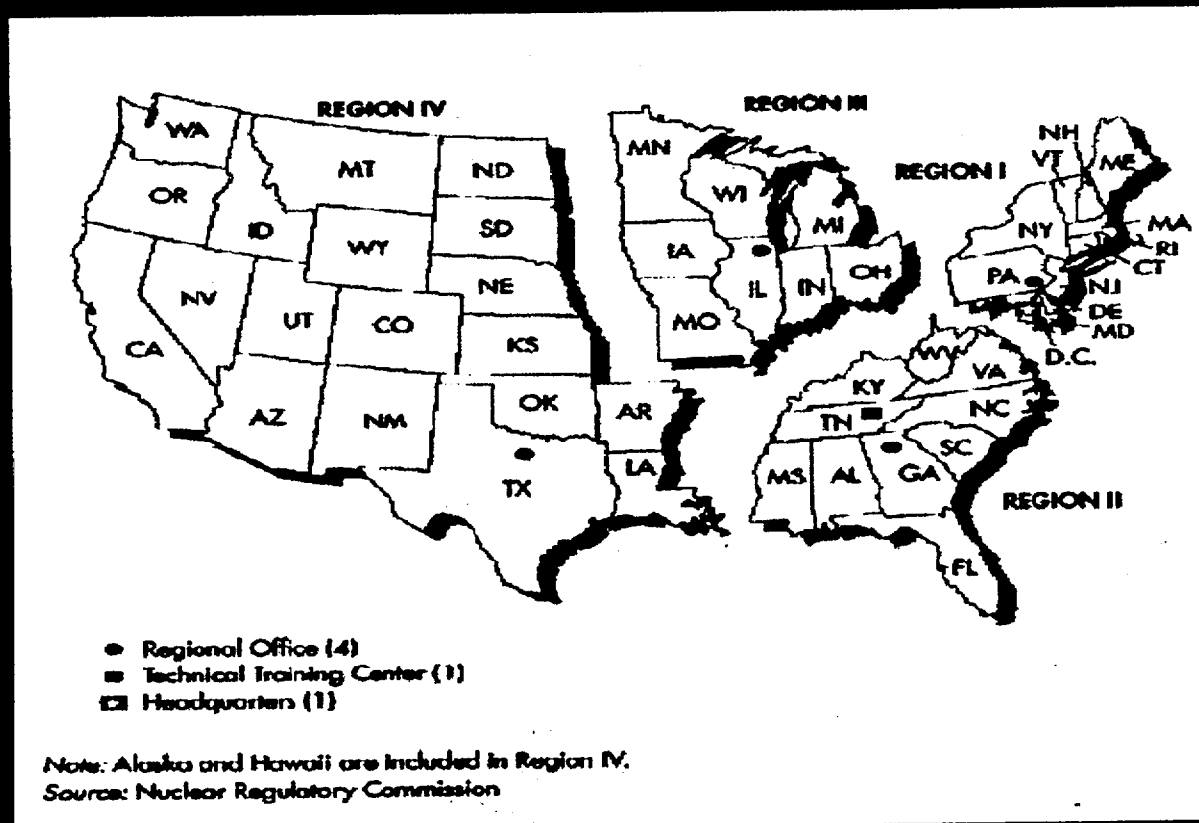 REGION IV
REGION III
REGION I
REGION II
WA
OR
CA
NV
ID
MT
WY
UT
CO
AZ
NM
ND
SD
NE
KS
OK
TX
AR
LA
MN
WI
MI
IA
IL
IN
OH
MO
NH
VT
ME
NY
MA
RI
CT
PA
NJ
DE
MD
D.C.
WV
VA
KY
TN
NC
SC
MS
AL
GA
FL
Regional Office (4)
Technical Training Center (1)
Headquarters (1)
Note: Alaska and Hawaii are included in Region IV.
Source: Nuclear Regulatory Commission